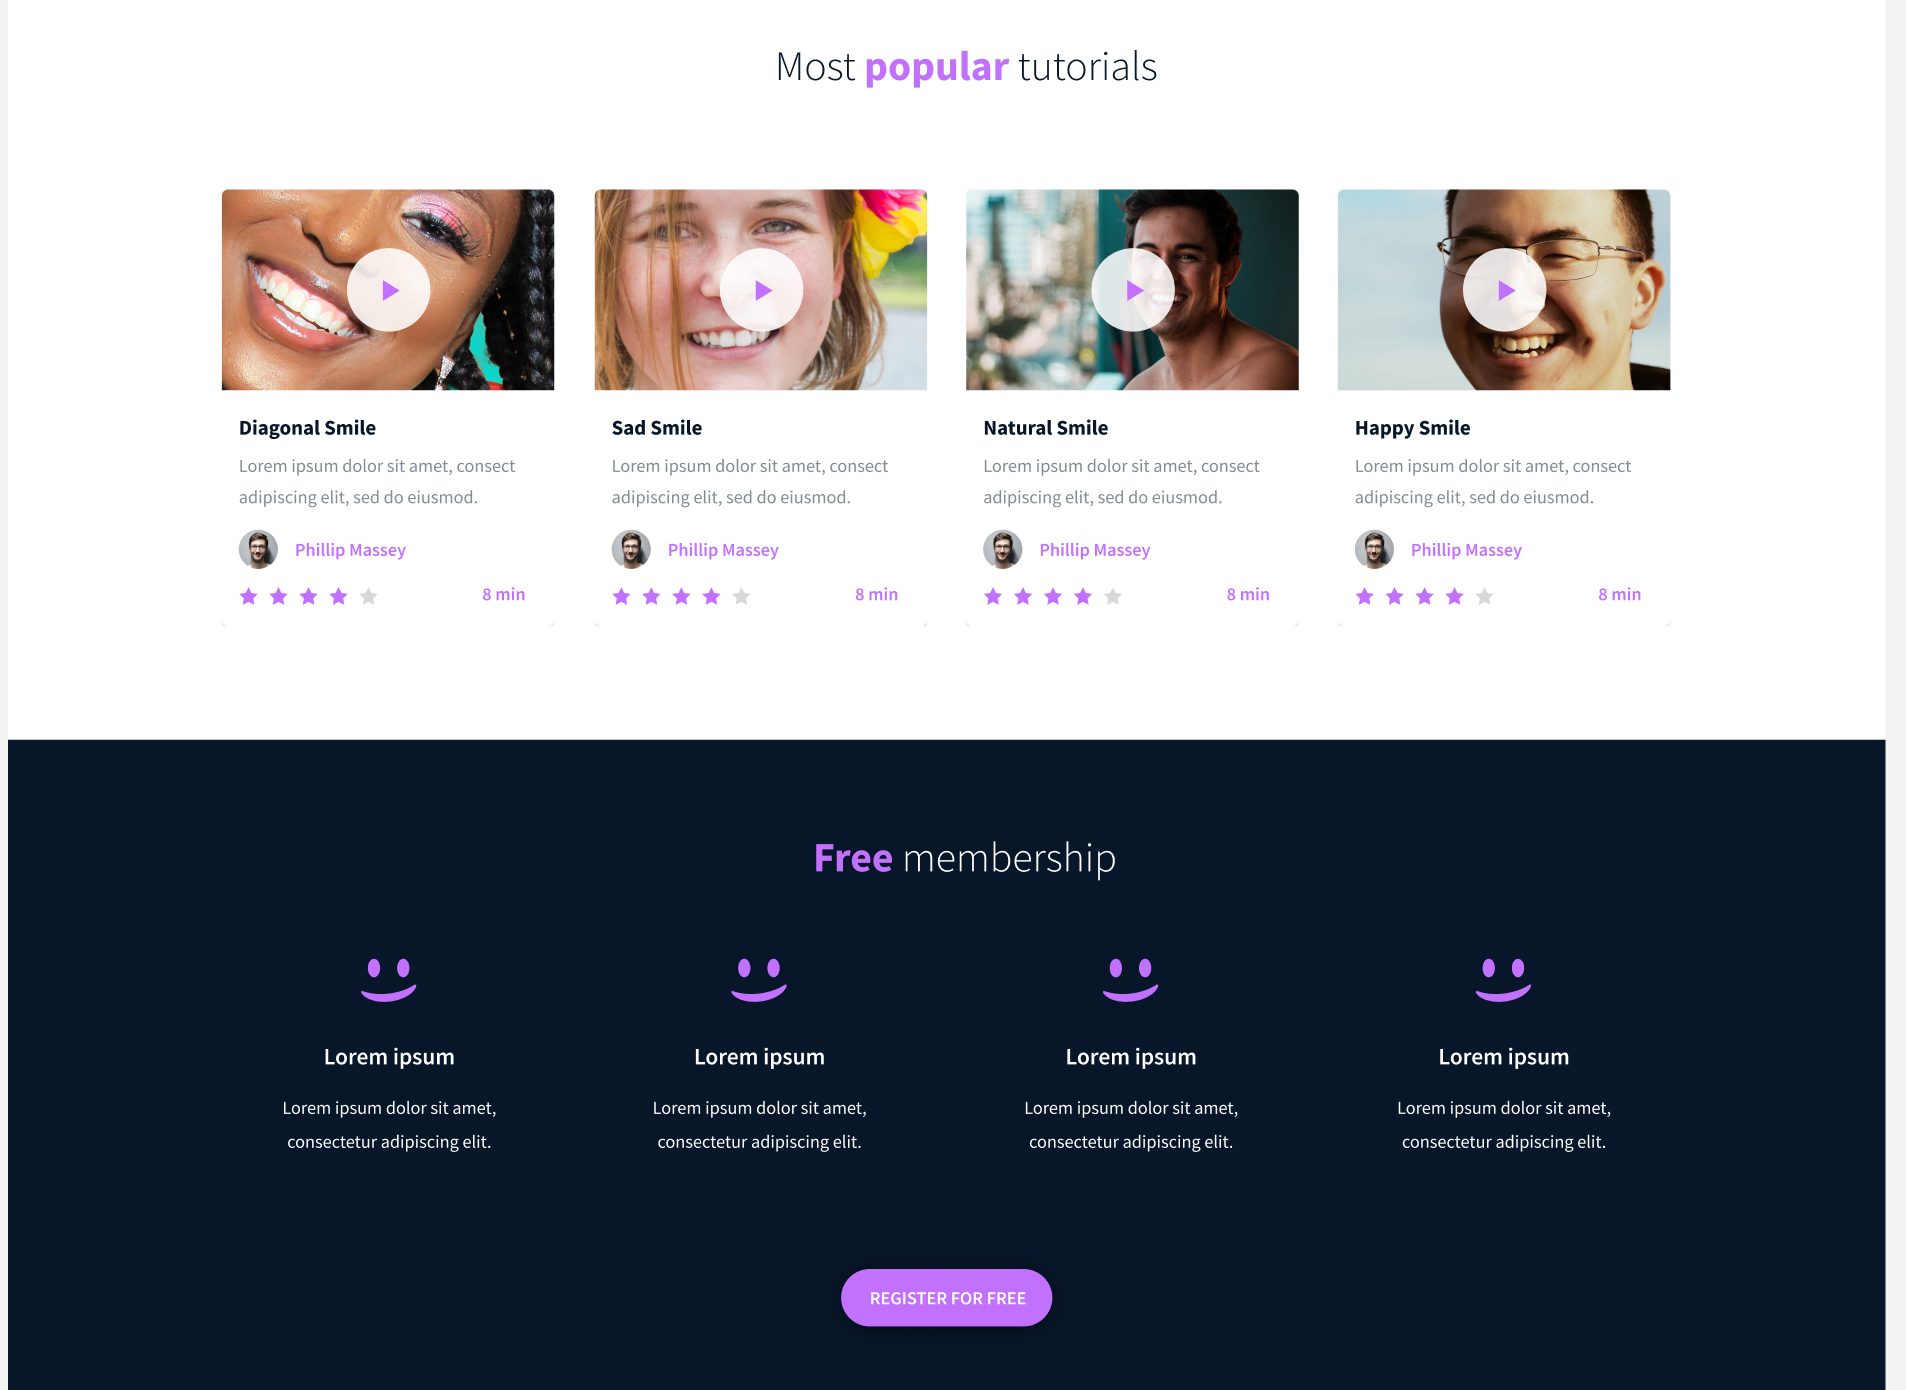 Most popular tutorials
Diagonal Smile
Lorem ipsum dolor sit amet, consect
adipiscing elit, sed do eiusmod.
Phillip Massey
8 min
Sad Smile
Lorem ipsum dolor sit amet, consect
adipiscing elit, sed do eiusmod.
Phillip Massey
8 min
Natural Smile
Lorem ipsum dolor sit amet, consect
adipiscing elit, sed do eiusmod.
Phillip Massey
8 min
Happy Smile
Lorem ipsum dolor sit amet, consect
adipiscing elit, sed do eiusmod.
Phillip Massey
8 min
Free membership
Lorem ipsum
Lorem ipsum dolor sit amet,
consectetur adipiscing elit.
Lorem ipsum
Lorem ipsum dolor sit amet,
consectetur adipiscing elit.
Lorem ipsum
Lorem ipsum dolor sit amet,
consectetur adipiscing elit.
Lorem ipsum
Lorem ipsum dolor sit amet,
consectetur adipiscing elit.
REGISTER FOR FREE